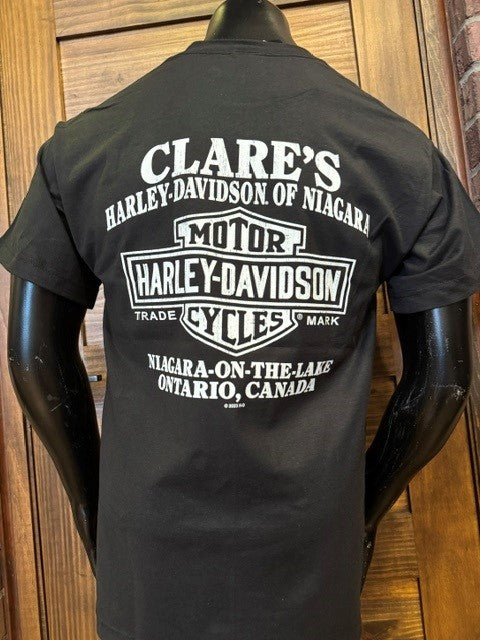 CLARE'S
HARLEY-DAVIDSON OF NIAGARA
MOTOR
HARLEY-DAVIDSON
TRADE CYCLES ® MARK
NIAGARA-ON-THE-LAKE
ONTARIO, CANADA